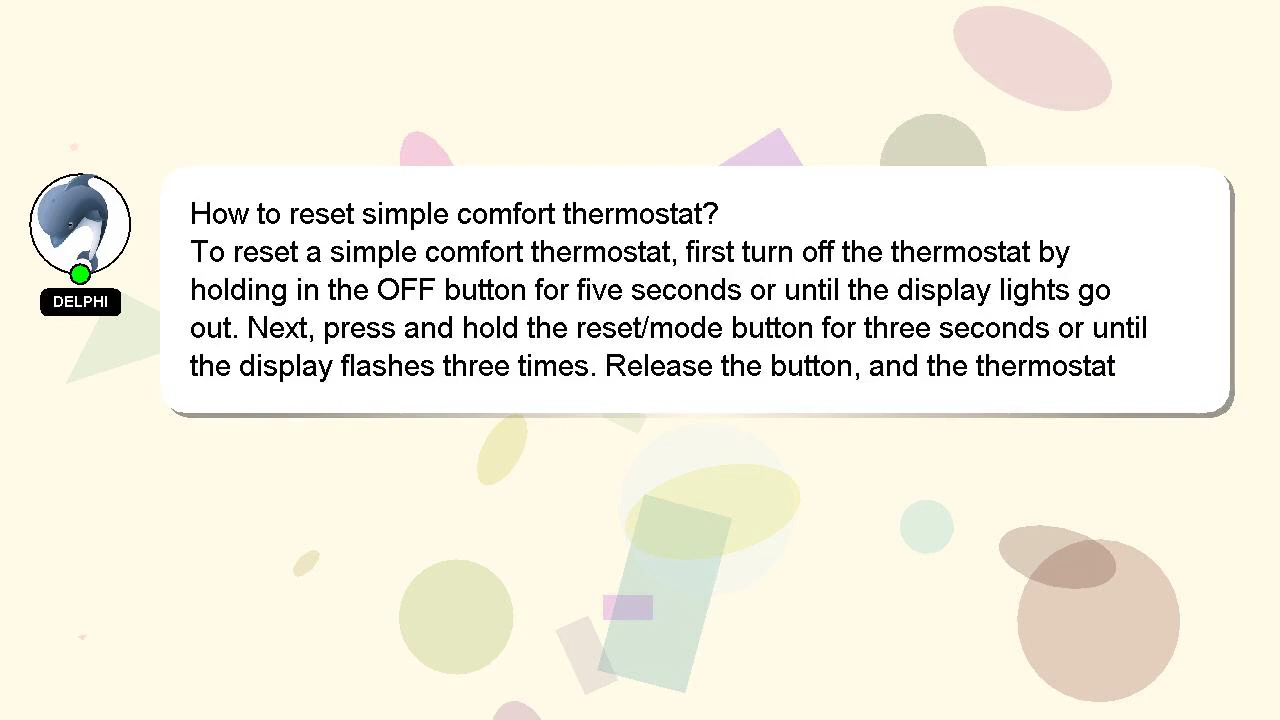 How to reset simple comfort thermostat?
To reset a simple comfort thermostat, first turn off the thermostat by
holding in the OFF button for five seconds or until the display lights go
out. Next, press and hold the reset/mode button for three seconds or until
the display flashes three times. Release the button, and the thermostat
DELPHI